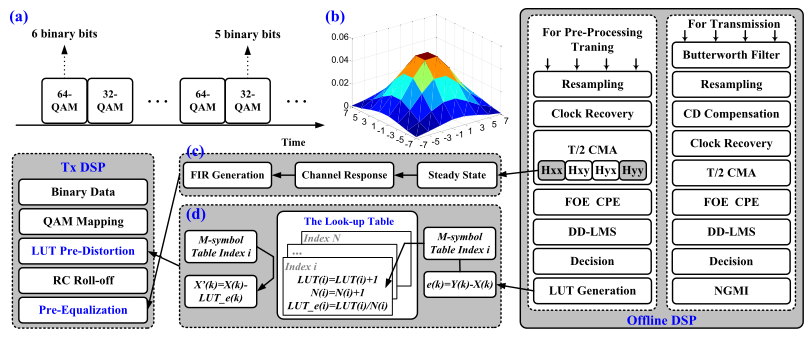 (a)
6 binary bits
5 binary bits
64-
QAM
32-
QAM
...
64-
QAM
32-
QAM
...
Time
(b)
0.06
0.04
0.02
0
7
5
3
1
-1
-3
-5
-7
-7
-5
-3
-1
1
3
5
7
Tx DSP
Binary Data
QAM Mapping
LUT Pre-Distortion
RC Roll-off
Pre-Equalization
(c)
FIR Generation
Channel Response
Steady State
(d)
M-symbol
Table Index i
X'(k)=X(k)-
LUT_e(k)
The Look-up Table
Index N
...
Index i
LUT(i)=LUT(i)+1
N(i)=N(i)+1
LUT_e(i)=LUT(i)/N(i)
M-symbol
Table Index i
e(k)=Y(k)-X(k)
For Pre-Processing
Traning
Resampling
Clock Recovery
T/2 CMA
Hxx Hxy Hyx Hyy
FOE CPE
DD-LMS
Decision
LUT Generation
For Transmission
Butterworth Filter
Resampling
CD Compensation
Clock Recovery
T/2 CMA
FOE CPE
DD-LMS
Decision
NGMI
Offline DSP